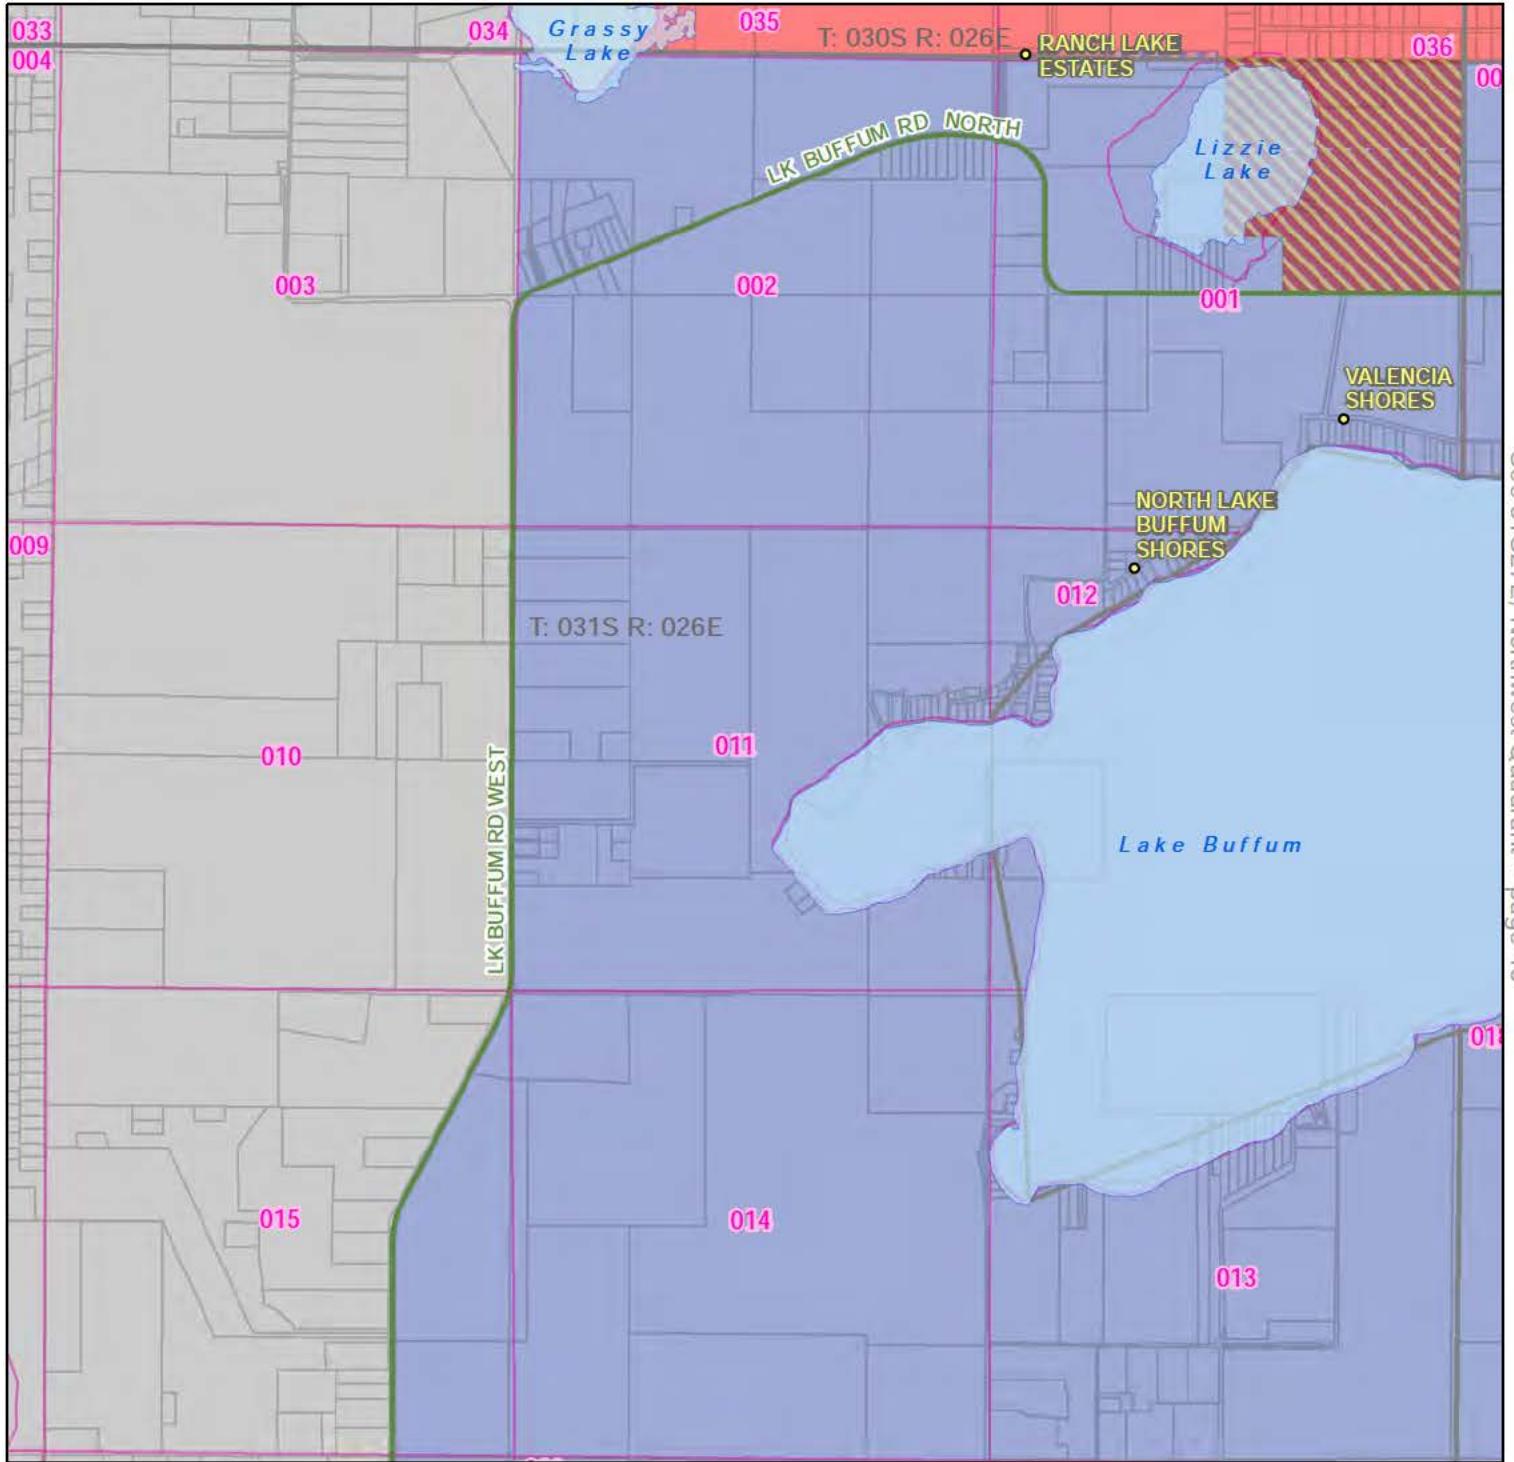 033
034
Grassy
Lake
035
T: 030S R: 026E
RANCH LAKE
ESTATES
036
004
00
LK BUFFUM RD NORTH
Lizzie
Lake
003
002
001
VALENCIA
SHORES
NORTH LAKE
BUFFUM
SHORES
009
012
T: 031S R: 026E
010
011
LK BUFFUM RD WEST
Lake Buffum
015
014
013